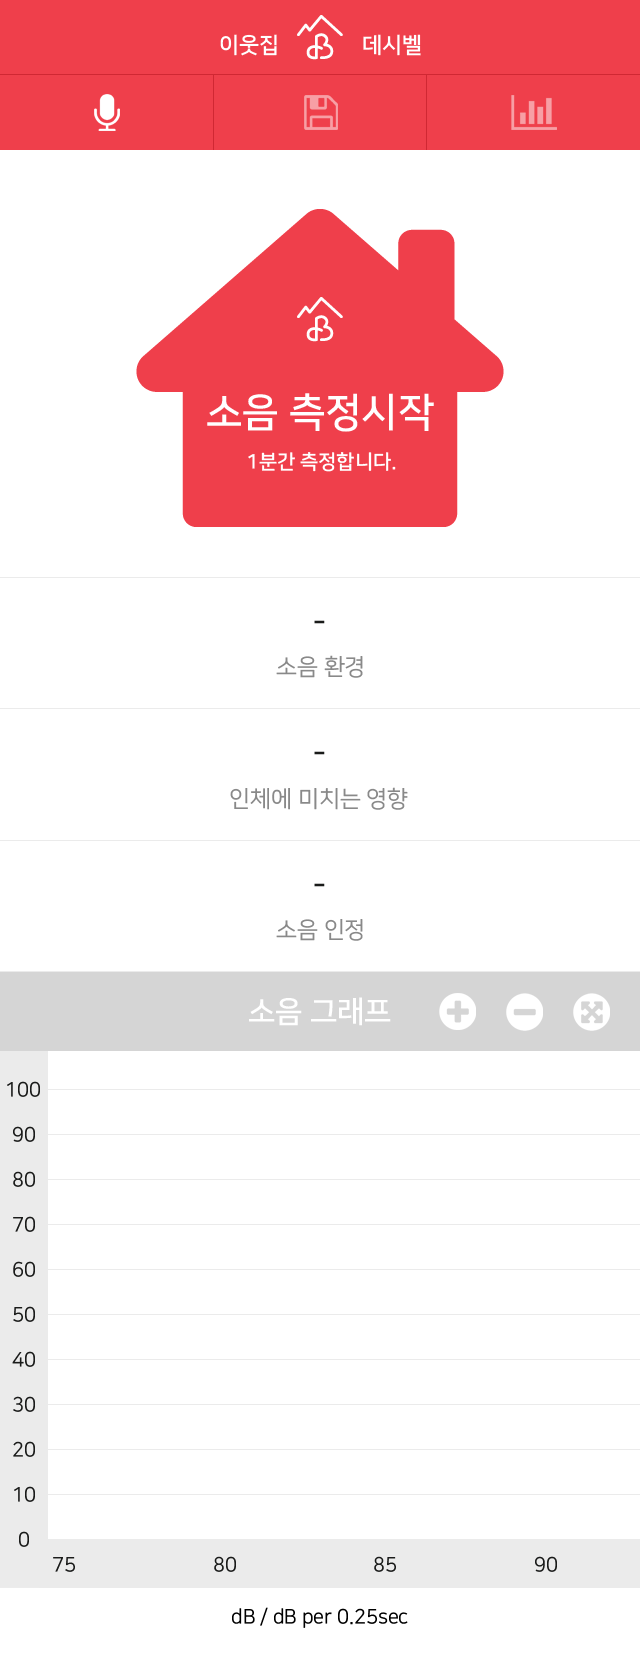 이웃집 데시벨
소음 측정시작
1분간 측정합니다.
-
소음 환경
-
인체에 미치는 영향
-
소음 인정
소음 그래프
100
90
80
70
60
50
40
30
20
10
0
75 80 85 90
dB / dB per 0.25sec